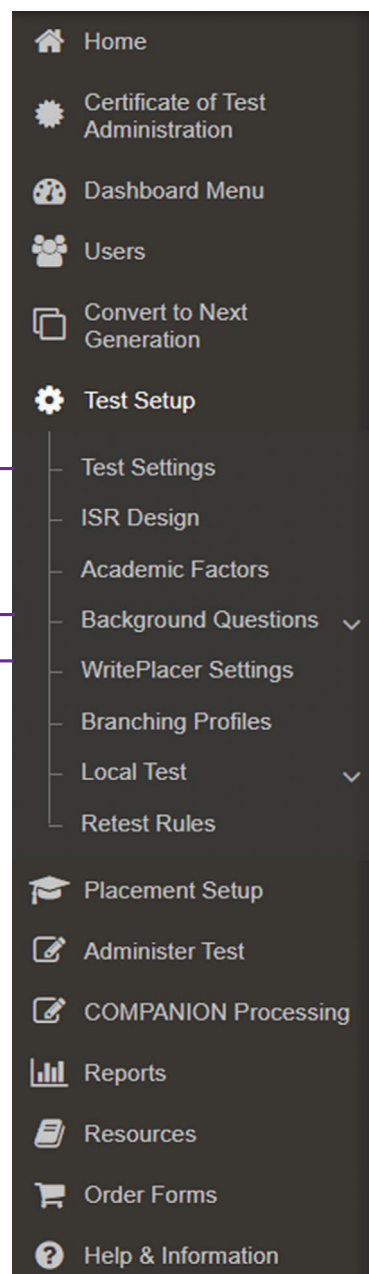 Home
Certificate of Test
Administration
Dashboard Menu
Users
Convert to Next
Generation
Test Setup
Test Settings
ISR Design
Academic Factors
Background Questions
WritePlacer Settings
Branching Profiles
Local Test
Retest Rules
Placement Setup
Administer Test
COMPANION Processing
Reports
Resources
Order Forms
Help & Information